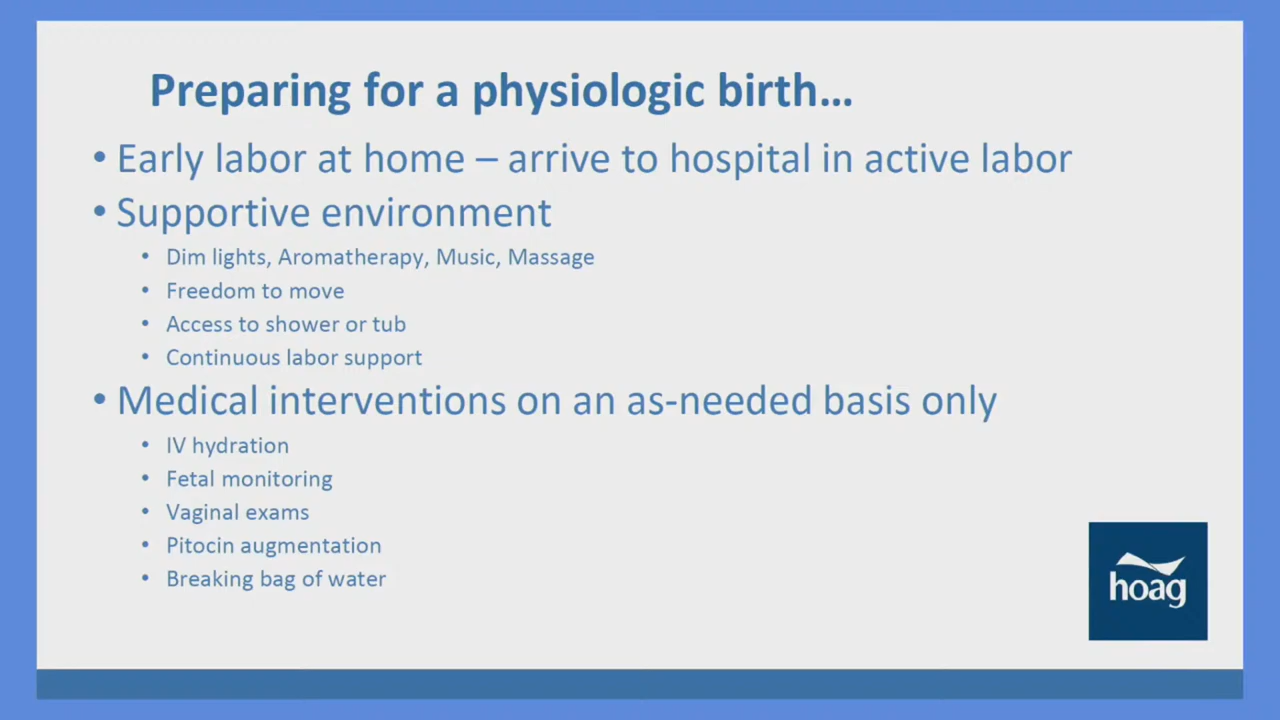 Preparing for a physiologic birth…
• Early labor at home – arrive to hospital in active labor
• Supportive environment
• Dim lights, Aromatherapy, Music, Massage
• Freedom to move
• Access to shower or tub
• Continuous labor support
• Medical interventions on an as-needed basis only
• IV hydration
• Fetal monitoring
• Vaginal exams
• Pitocin augmentation
• Breaking bag of water
hoag